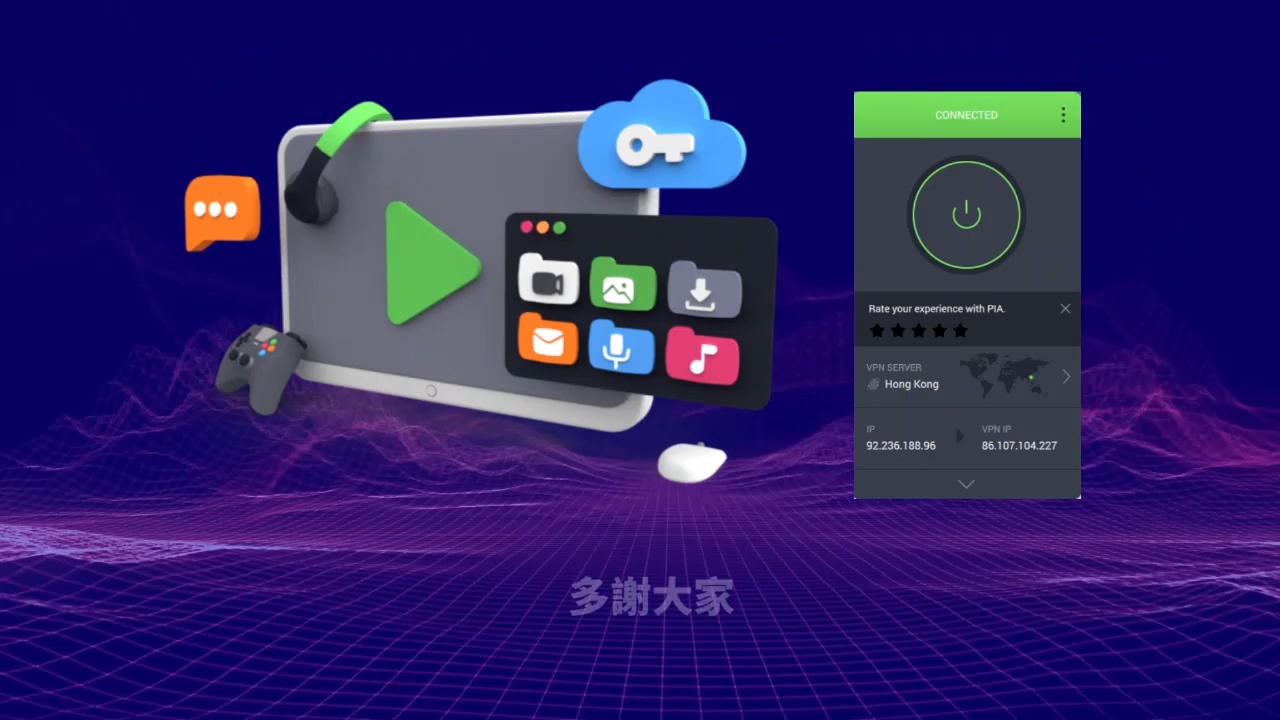 CONNECTED
Rate your experience with PIA.
VPN SERVER
Hong Kong
IP
92.236.188.96
VPN IP
86.107.104.227
多謝大家